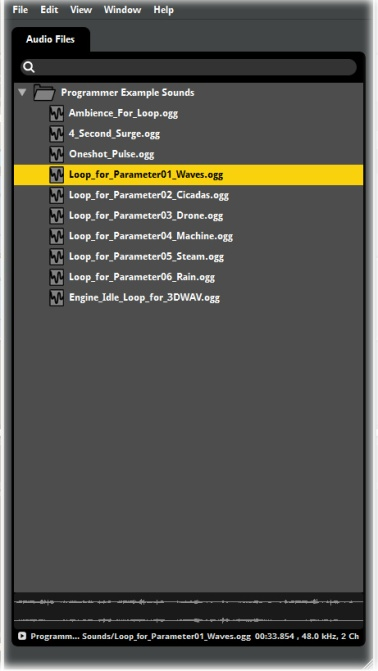 File Edit View Window Help
Audio Files
Programmer Example Sounds
Ambience_For_Loop.ogg
4_Second_Surge.ogg
Oneshot_Pulse.ogg
Loop_for_Parameter01_Waves.ogg
Loop_for_Parameter02_Cicadas.ogg
Loop_for_Parameter03_Drone.ogg
Loop_for_Parameter04_Machine.ogg
Loop_for_Parameter05_Steam.ogg
Loop_for_Parameter06_Rain.ogg
Engine_Idle_Loop_for_3DWAV.ogg
Programm... Sounds/Loop_for_Parameter01_Waves.ogg 00:33.854 , 48.0 kHz, 2 Ch